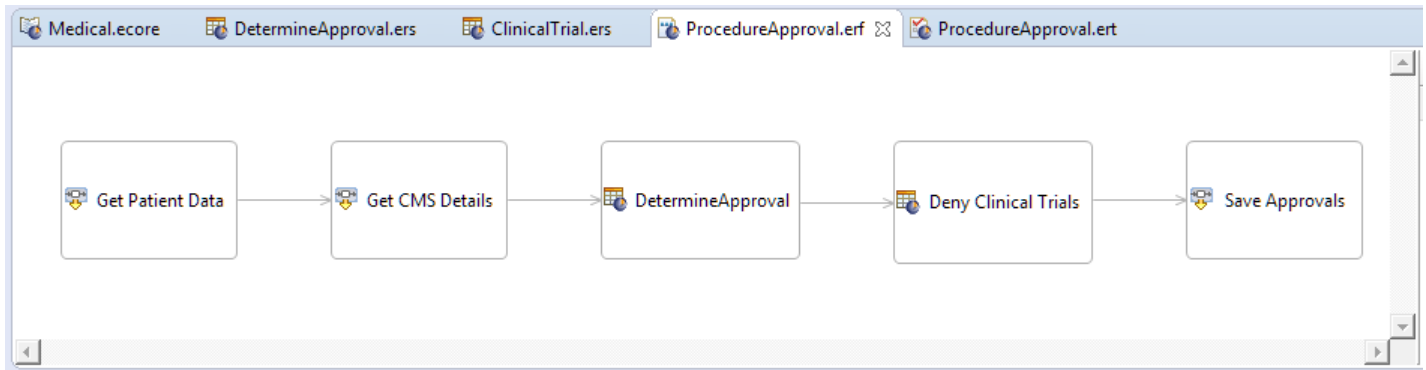 Medical.ecore DetermineApproval.ers ClinicalTrial.ers ProcedureApproval.erf ProcedureApproval.ert
Get Patient Data Get CMS Details DetermineApproval Deny Clinical Trials Save Approvals